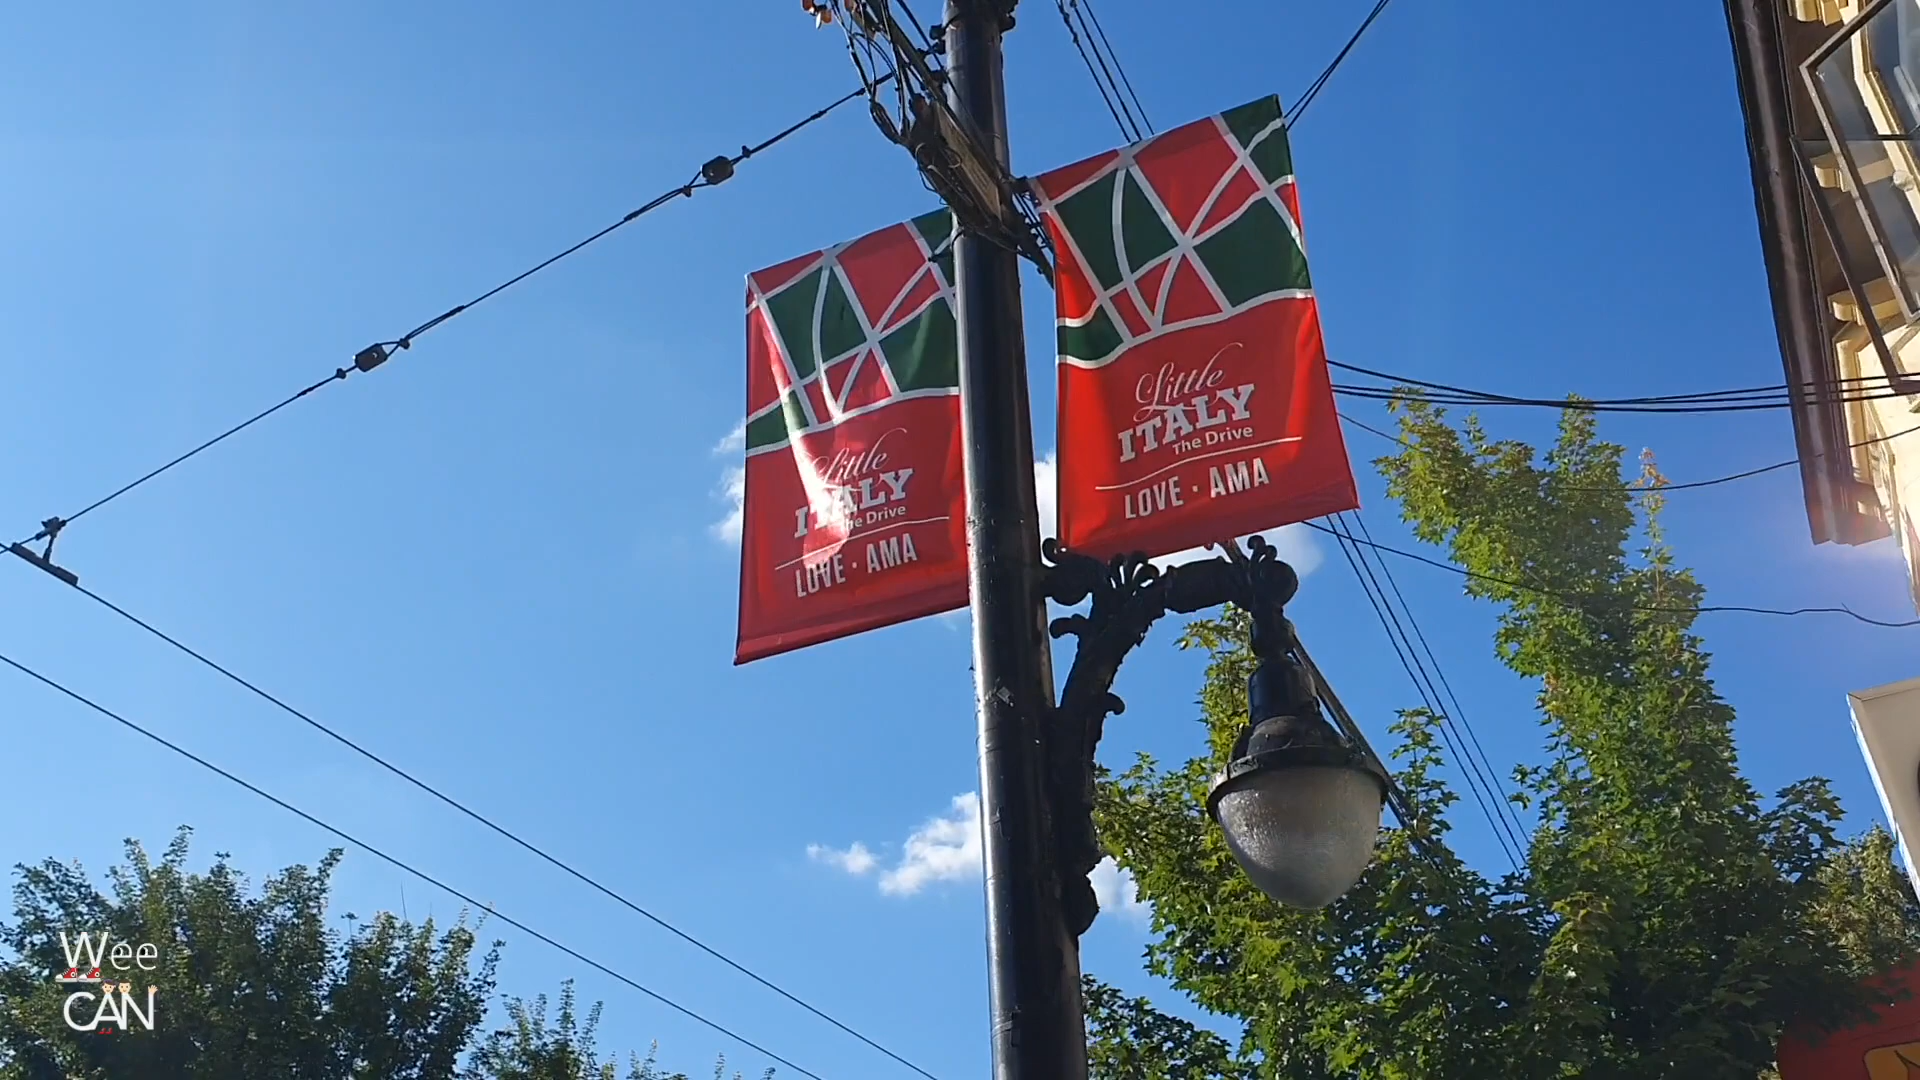 Little
ITALY
The Drive
LOVE · AMA
Little
ITALY
The Drive
LOVE · AMA
Wee
CAN